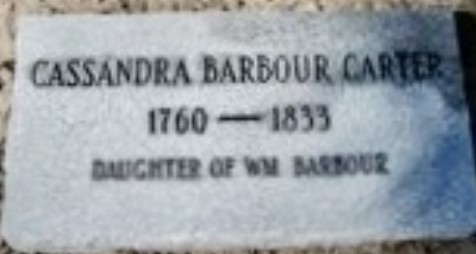 CASSANDRA BARBOUR CARTER
1760 — 1833
DAUGHTER OF WM BARBOUR